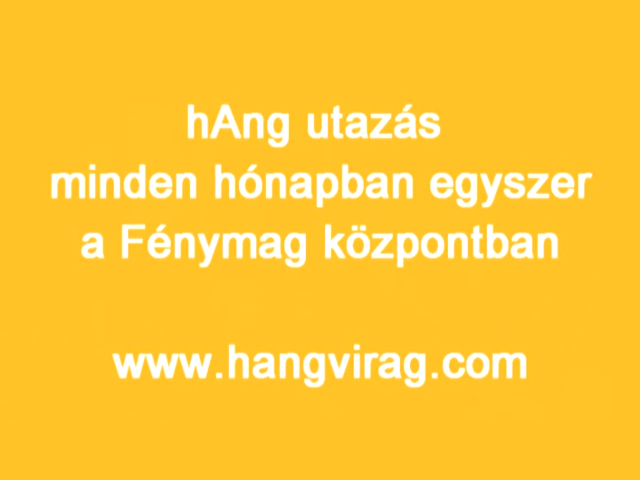 hAng utazás
minden hónapban egyszer
a Fénymag központban
www.hangvirag.com